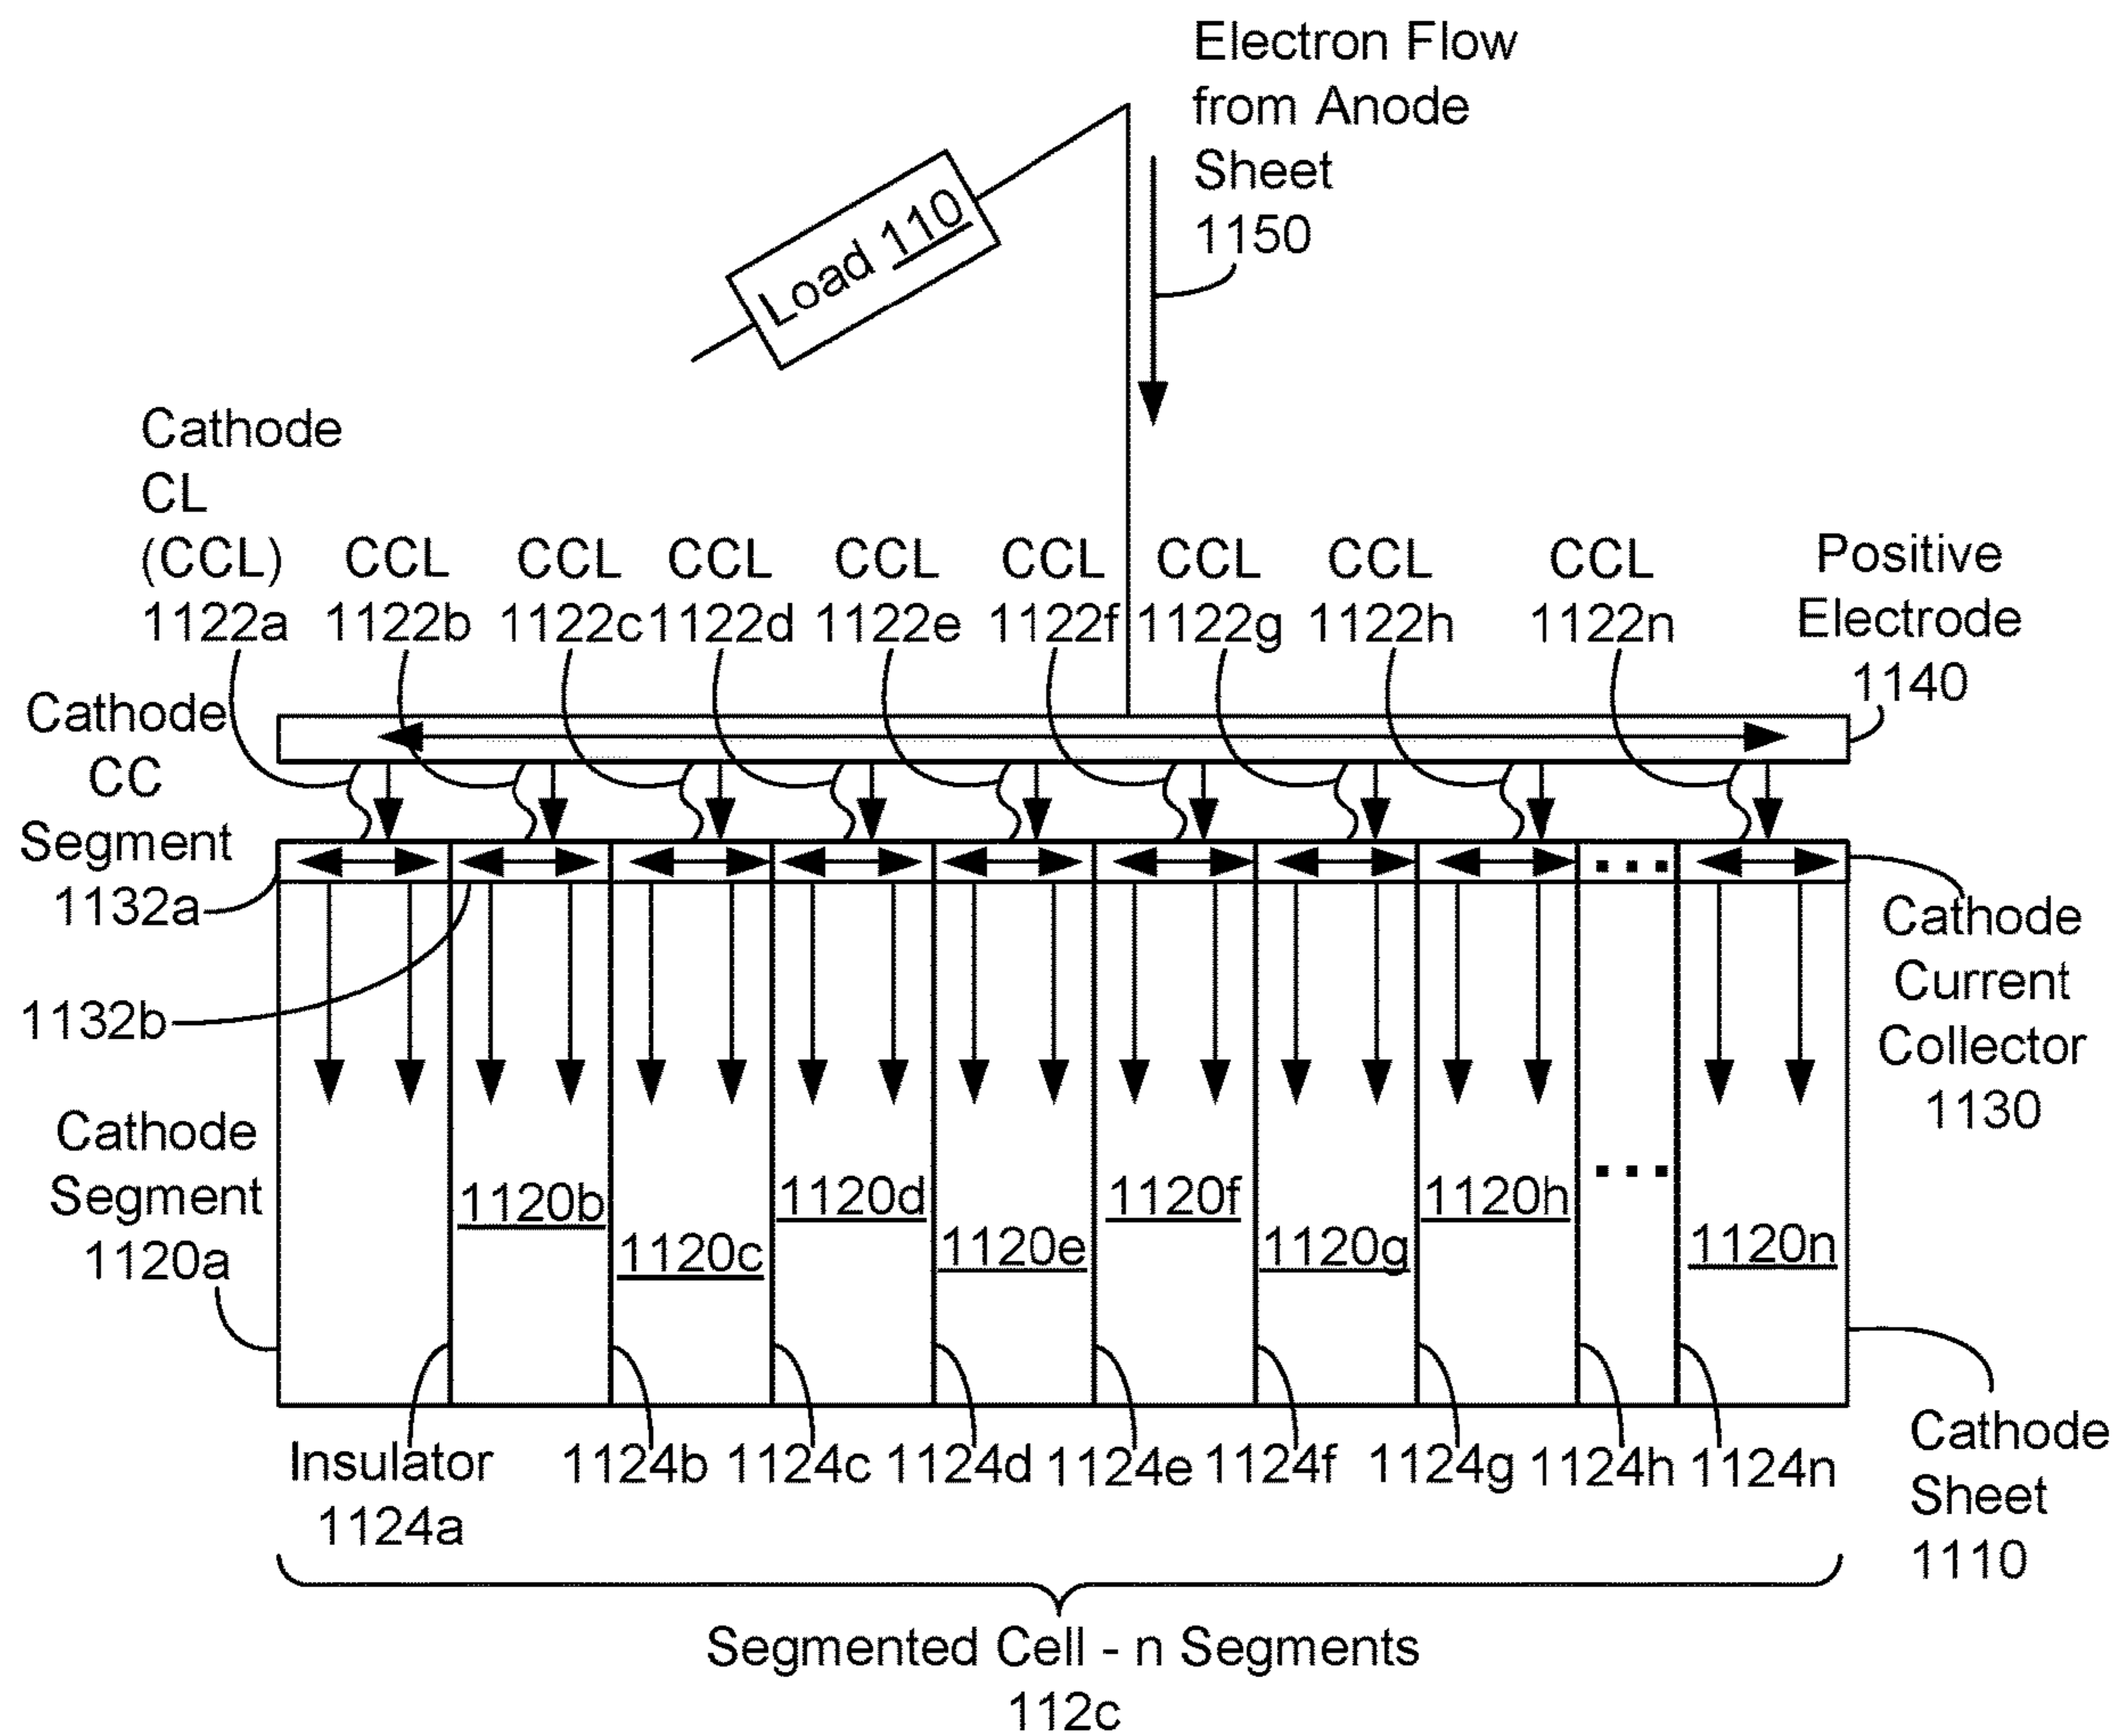 Electron Flow
from Anode
Sheet
1150
Load 110
Cathode
CL
(CCL)
1122a
CCL
1122b
CCL
1122c
CCL
1122d
CCL
1122e
CCL
1122f
CCL
1122g
CCL
1122h
CCL
1122n
Positive
Electrode
1140
Cathode
CC
Segment
1132a
1132b
...
Cathode
Current
Collector
1130
Cathode
Segment
1120a
1120b
1120c
1120d
1120e
1120f
1120g
1120h
...
1120n
Insulator
1124a
1124b
1124c
1124d
1124e
1124f
1124g
1124h
1124n
Cathode
Sheet
1110
Segmented Cell - n Segments
112c